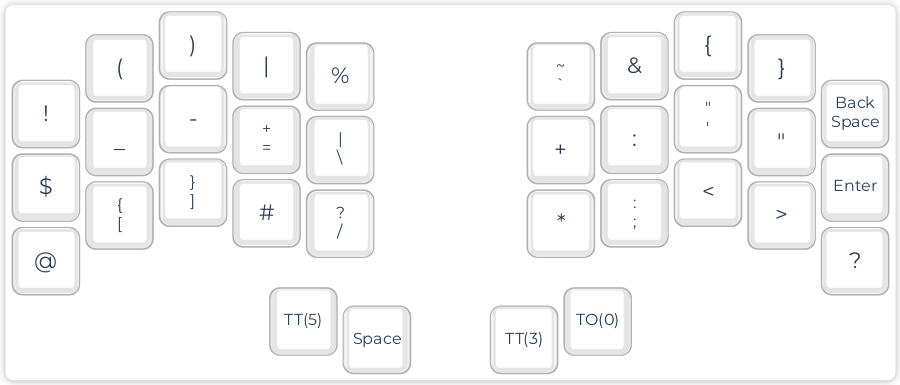 ! ( ) | %
~
` & { } Back
Space
$ _ - +
= |
\
+ : "
' " Enter
@ {
[ }
] # ?
/
* :
; < > ?
TT(5) Space TT(3) TO(0)